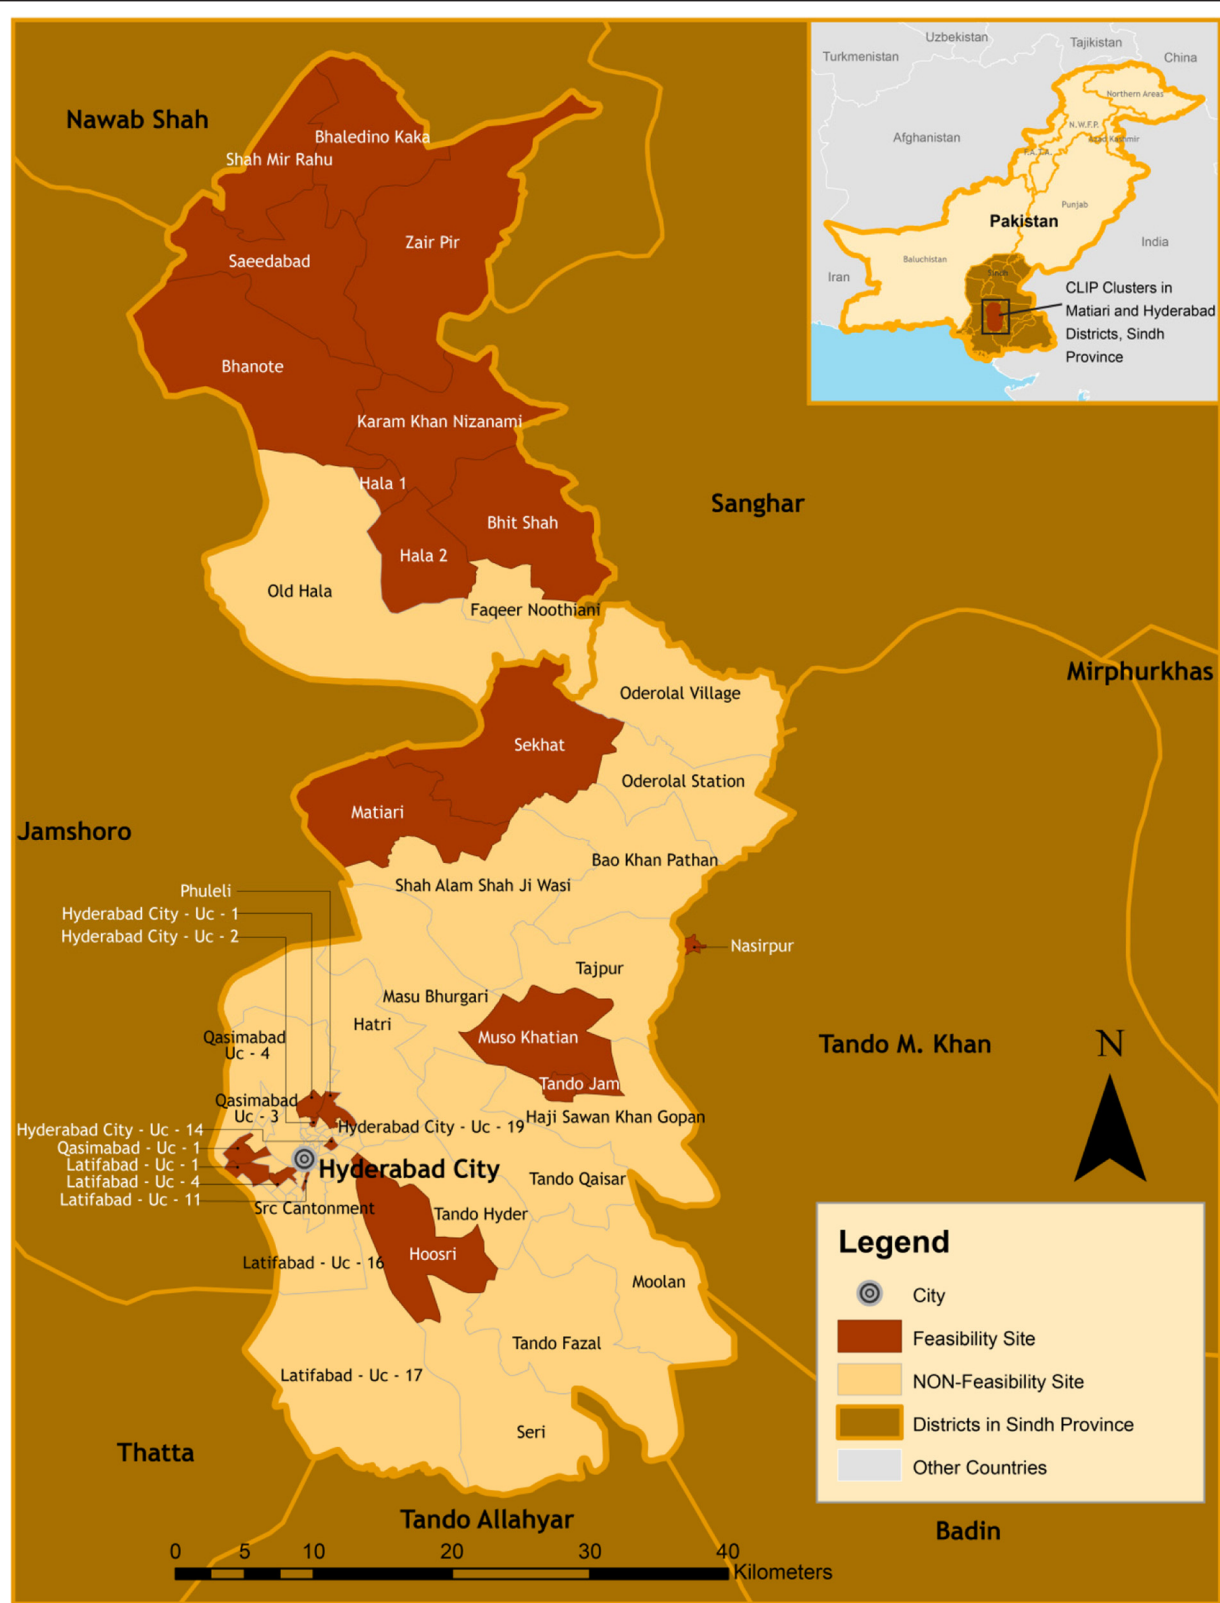 Nawab Shah
Bhaledino Kaka
Shah Mir Rahu
Zair Pir
Saeedabad
Bhanote
Karam Khan Nizanami
Hala 1
Bhit Shah
Hala 2
Old Hala
Faqeer Noothiani
Sanghar
Mirphurkhas
Oderolal Village
Sekhat
Oderolal Station
Matiari
Jamshoro
Bao Khan Pathan
Shah Alam Shah Ji Wasi
Phuleli
Hyderabad City - Uc - 1
Hyderabad City - Uc - 2
Nasirpur
Tajpur
Masu Bhurgari
Hatri
Qasimabad
Uc - 4
Muso Khatian
Tando M. Khan
N
Tando Jam
Qasimabad
Uc - 3
Haji Sawan Khan Gopan
Hyderabad City - Uc - 19
Hyderabad City - Uc - 14
Qasimabad - Uc - 1
Latifabad - Uc - 1
Latifabad - Uc - 4
Latifabad - Uc - 11
Hyderabad City
Tando Qaisar
Src Cantonment
Tando Hyder
Hoosri
Latifabad - Uc - 16
Moolan
Tando Fazal
Latifabad - Uc - 17
Seri
Thatta
Tando Allahyar
Badin
0 5 10 20 30 40
Kilometers
Uzbekistan
Tajikistan
Turkmenistan
China
Northern Areas
N.W.F.P.
Azad Kashmir
Afghanistan
F.A.T.A.
Punjab
Pakistan
India
Baluchistan
Iran
Sindh
CLIP Clusters in
Matiari and Hyderabad
Districts, Sindh
Province
Legend
City
Feasibility Site
NON-Feasibility Site
Districts in Sindh Province
Other Countries